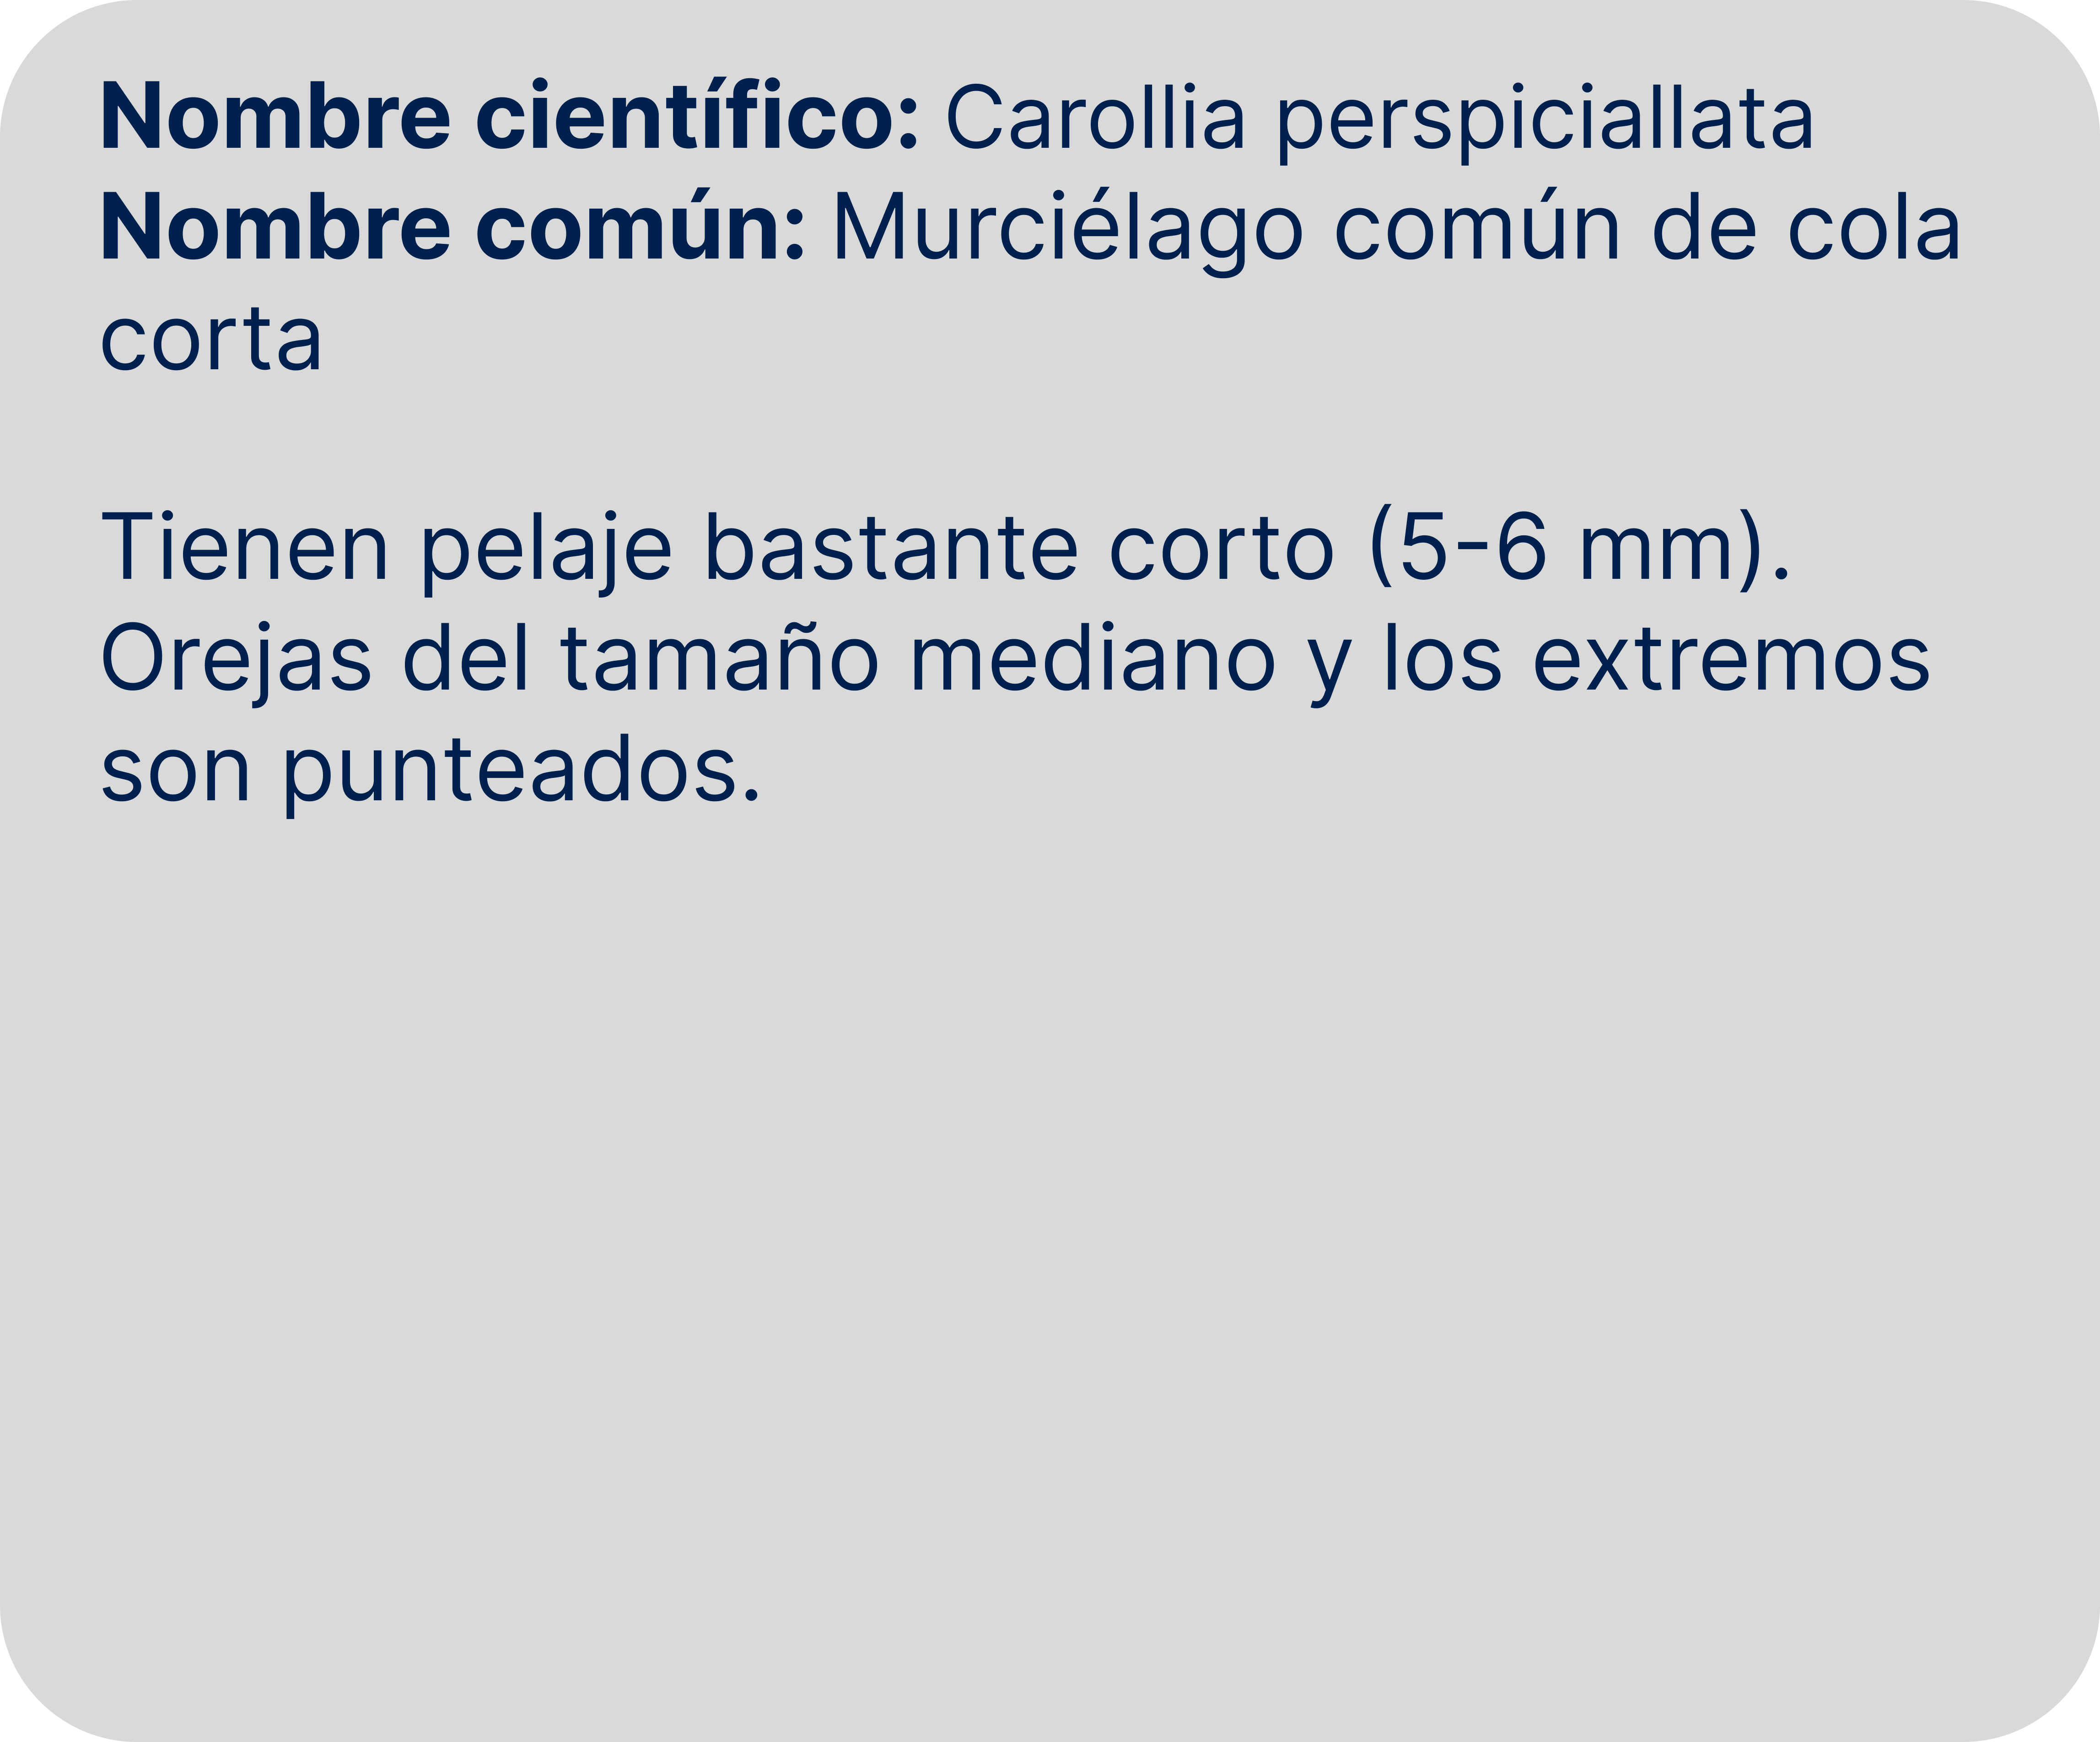 Nombre científico: Carollia perspiciallata
Nombre común: Murciélago común de cola
corta
Tienen pelaje bastante corto (5-6 mm).
Orejas del tamaño mediano y los extremos
son punteados.